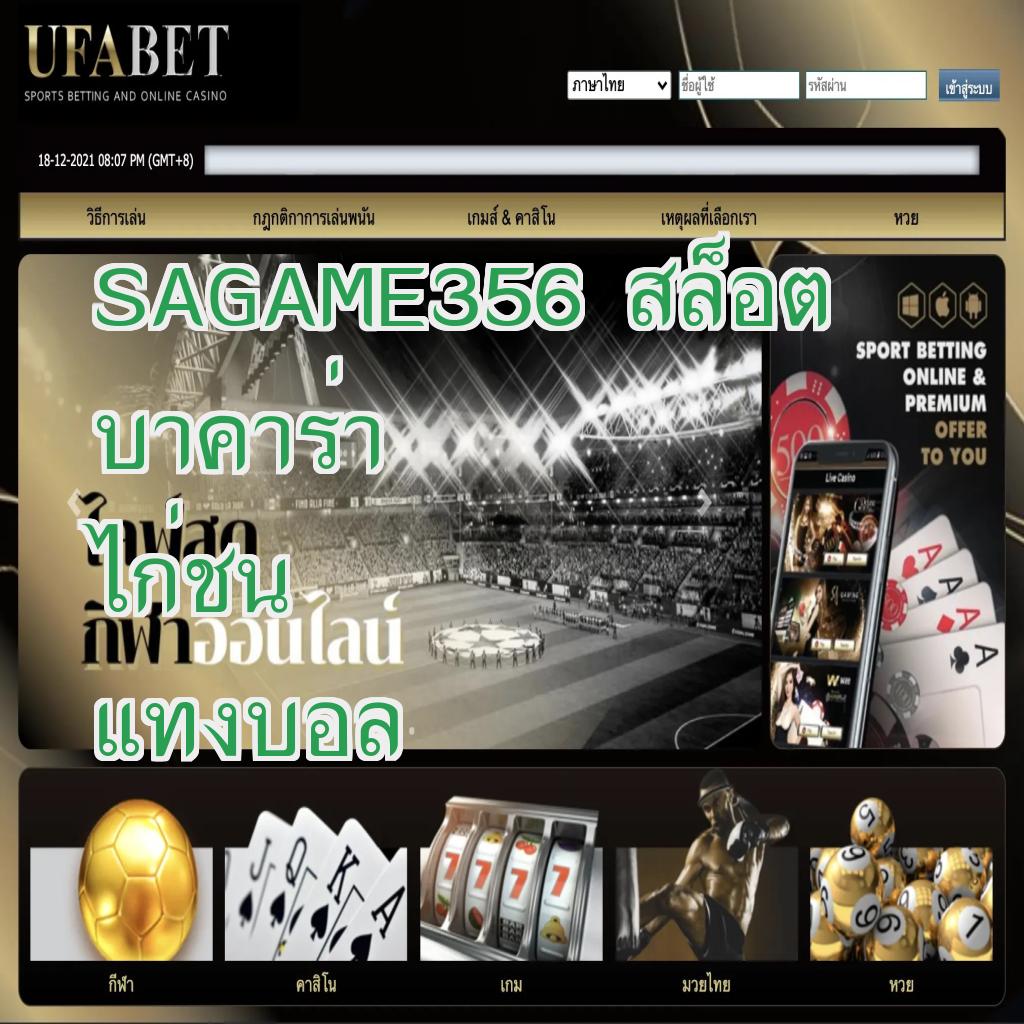 UFABET
SPORTS BETTING AND ONLINE CASINO
ภาษาไทย ชื่อผู้ใช้ รหัสผ่าน เข้าสู่ระบบ
18-12-2021 08:07 PM (GMT+8)
วิธีการเล่น กฎกติกาการเล่นพนัน เกมส์ & คาสิโน เหตุผลที่เลือกเรา หวย
SAGAME356 สล็อต
บาคาร่า
ไก่ชน
แทงบอล
กีฬาออนไลน์
SPORT BETTING
ONLINE &
PREMIUM
OFFER
TO YOU
Live Casino
500
J Q K A
A A A A
7 7 7 7
กีฬา คาสิโน เกม มวยไทย หวย